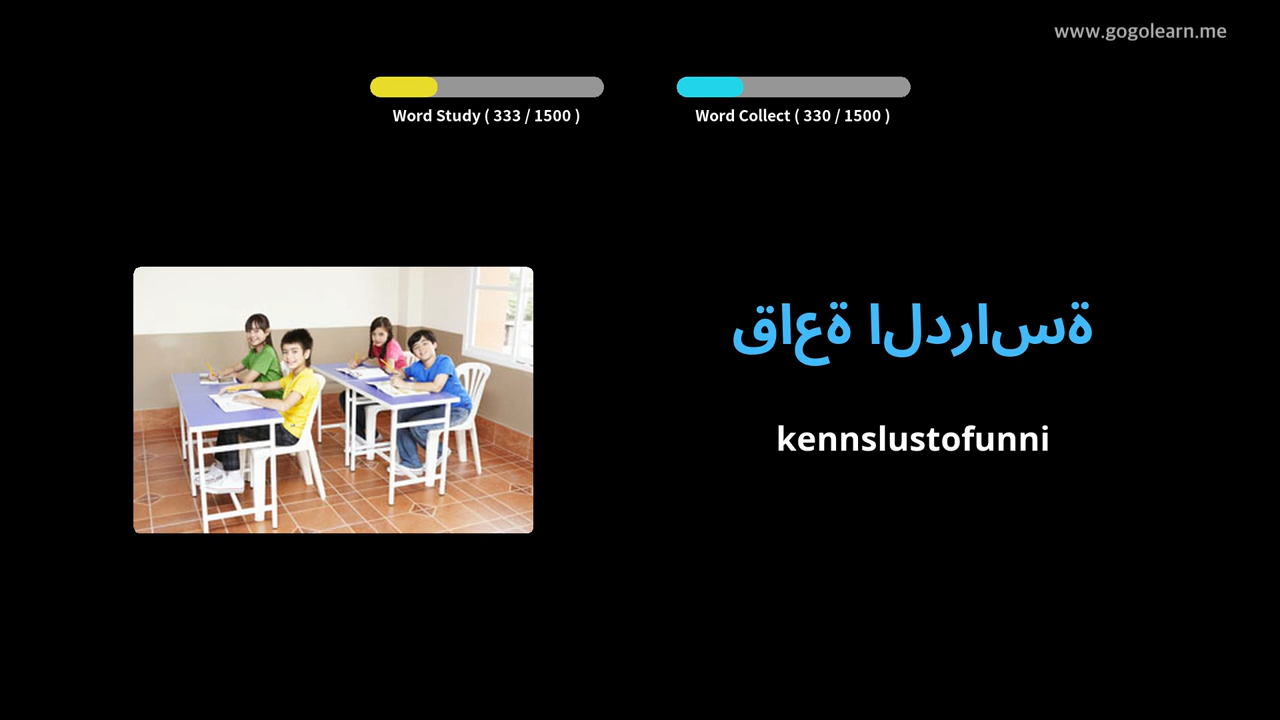 www.gogolearn.me
Word Study ( 333 / 1500 )
Word Collect ( 330 / 1500 )
قاعة الدراسة
kennslustofunni